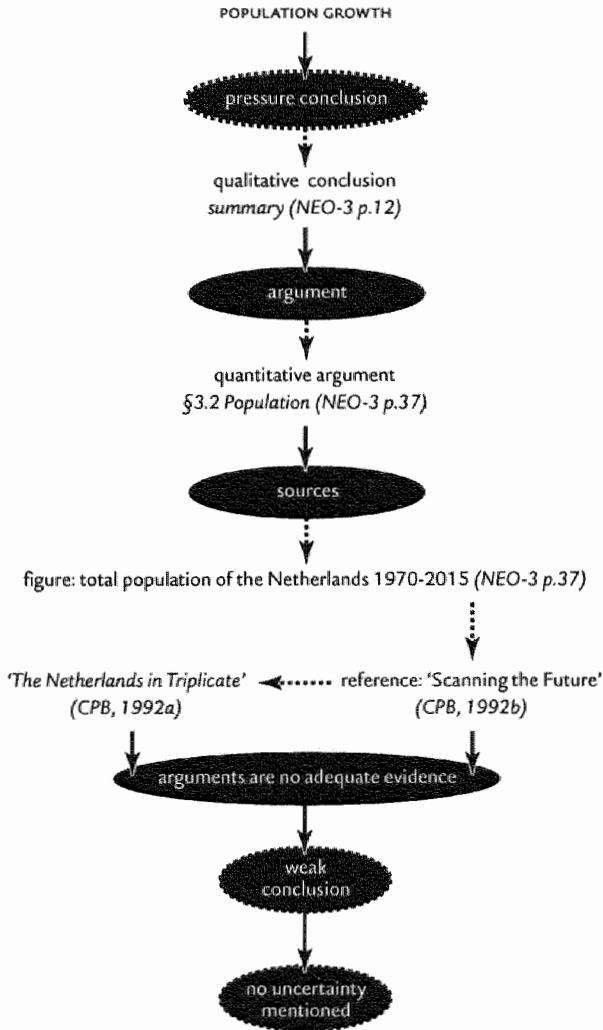 POPULATION GROWTH
pressure conclusion
qualitative conclusion
summary (NEO-3 p.12)
argument
quantitative argument
§3.2 Population (NEO-3 p.37)
sources
figure: total population of the Netherlands 1970-2015 (NEO-3 p.37)
'The Netherlands in Triplicate'
(CPB, 1992a)
reference: 'Scanning the Future'
(CPB, 1992b)
arguments are no adequate evidence
weak
conclusion
no uncertainty
mentioned